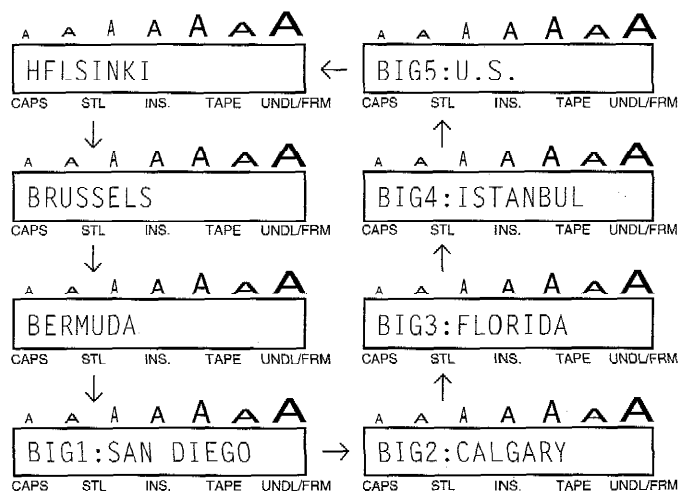 A A A A A A A A A A A A A A
HFLSINKI ← BIG5:U.S.
CAPS STL INS. TAPE UNDL/FRM CAPS STL INS. TAPE UNDL/FRM
↓ ↑
A A A A A A A A A A A A A A
BRUSSELS BIG4:ISTANBUL
CAPS STL INS. TAPE UNDL/FRM CAPS STL INS. TAPE UNDL/FRM
↓ ↑
A A A A A A A A A A A A A A
BERMUDA BIG3:FLORIDA
CAPS STL INS. TAPE UNDL/FRM CAPS STL INS. TAPE UNDL/FRM
↓ ↑
A A A A A A A A A A A A A A
BIG1:SAN DIEGO → BIG2:CALGARY
CAPS STL INS. TAPE UNDL/FRM CAPS STL INS. TAPE UNDL/FRM